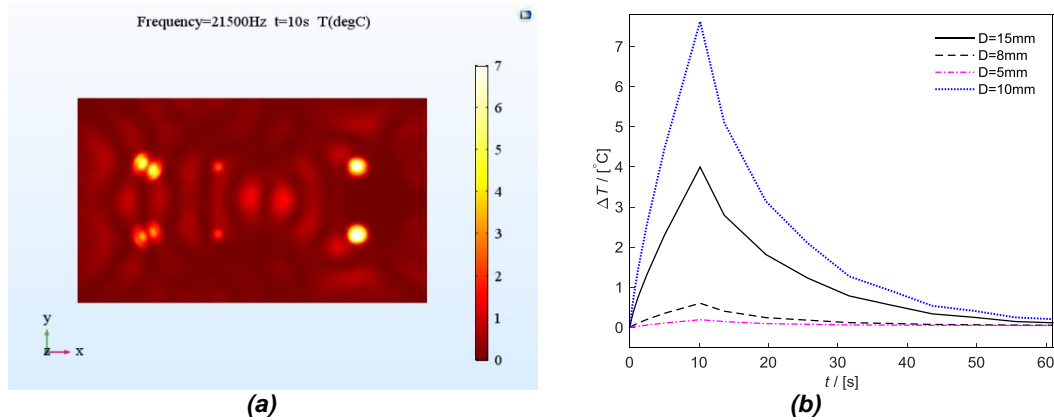 Frequency=21500Hz t=10s T(degC)
7
6
5
4
3
2
1
0
y
z
x
(a)
7
6
5
4
3
2
1
0
ΔT / [°C]
D=15mm
D=8mm
D=5mm
D=10mm
0
10
20
30
40
50
60
t / [s]
(b)